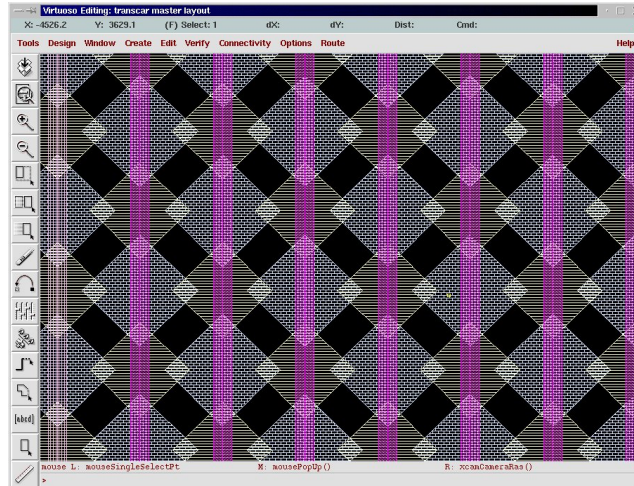 Virtuoso Editing: transcar master layout
X: -4526.2 Y: 3629.1 (F) Select: 1 dX: dY: Dist: Cmd:
Tools Design Window Create Edit Verify Connectivity Options Route Help
[abcd]
mouse L: mouseSingleSelectPt M: mousePopUp() R: xcamCameraRas()
>